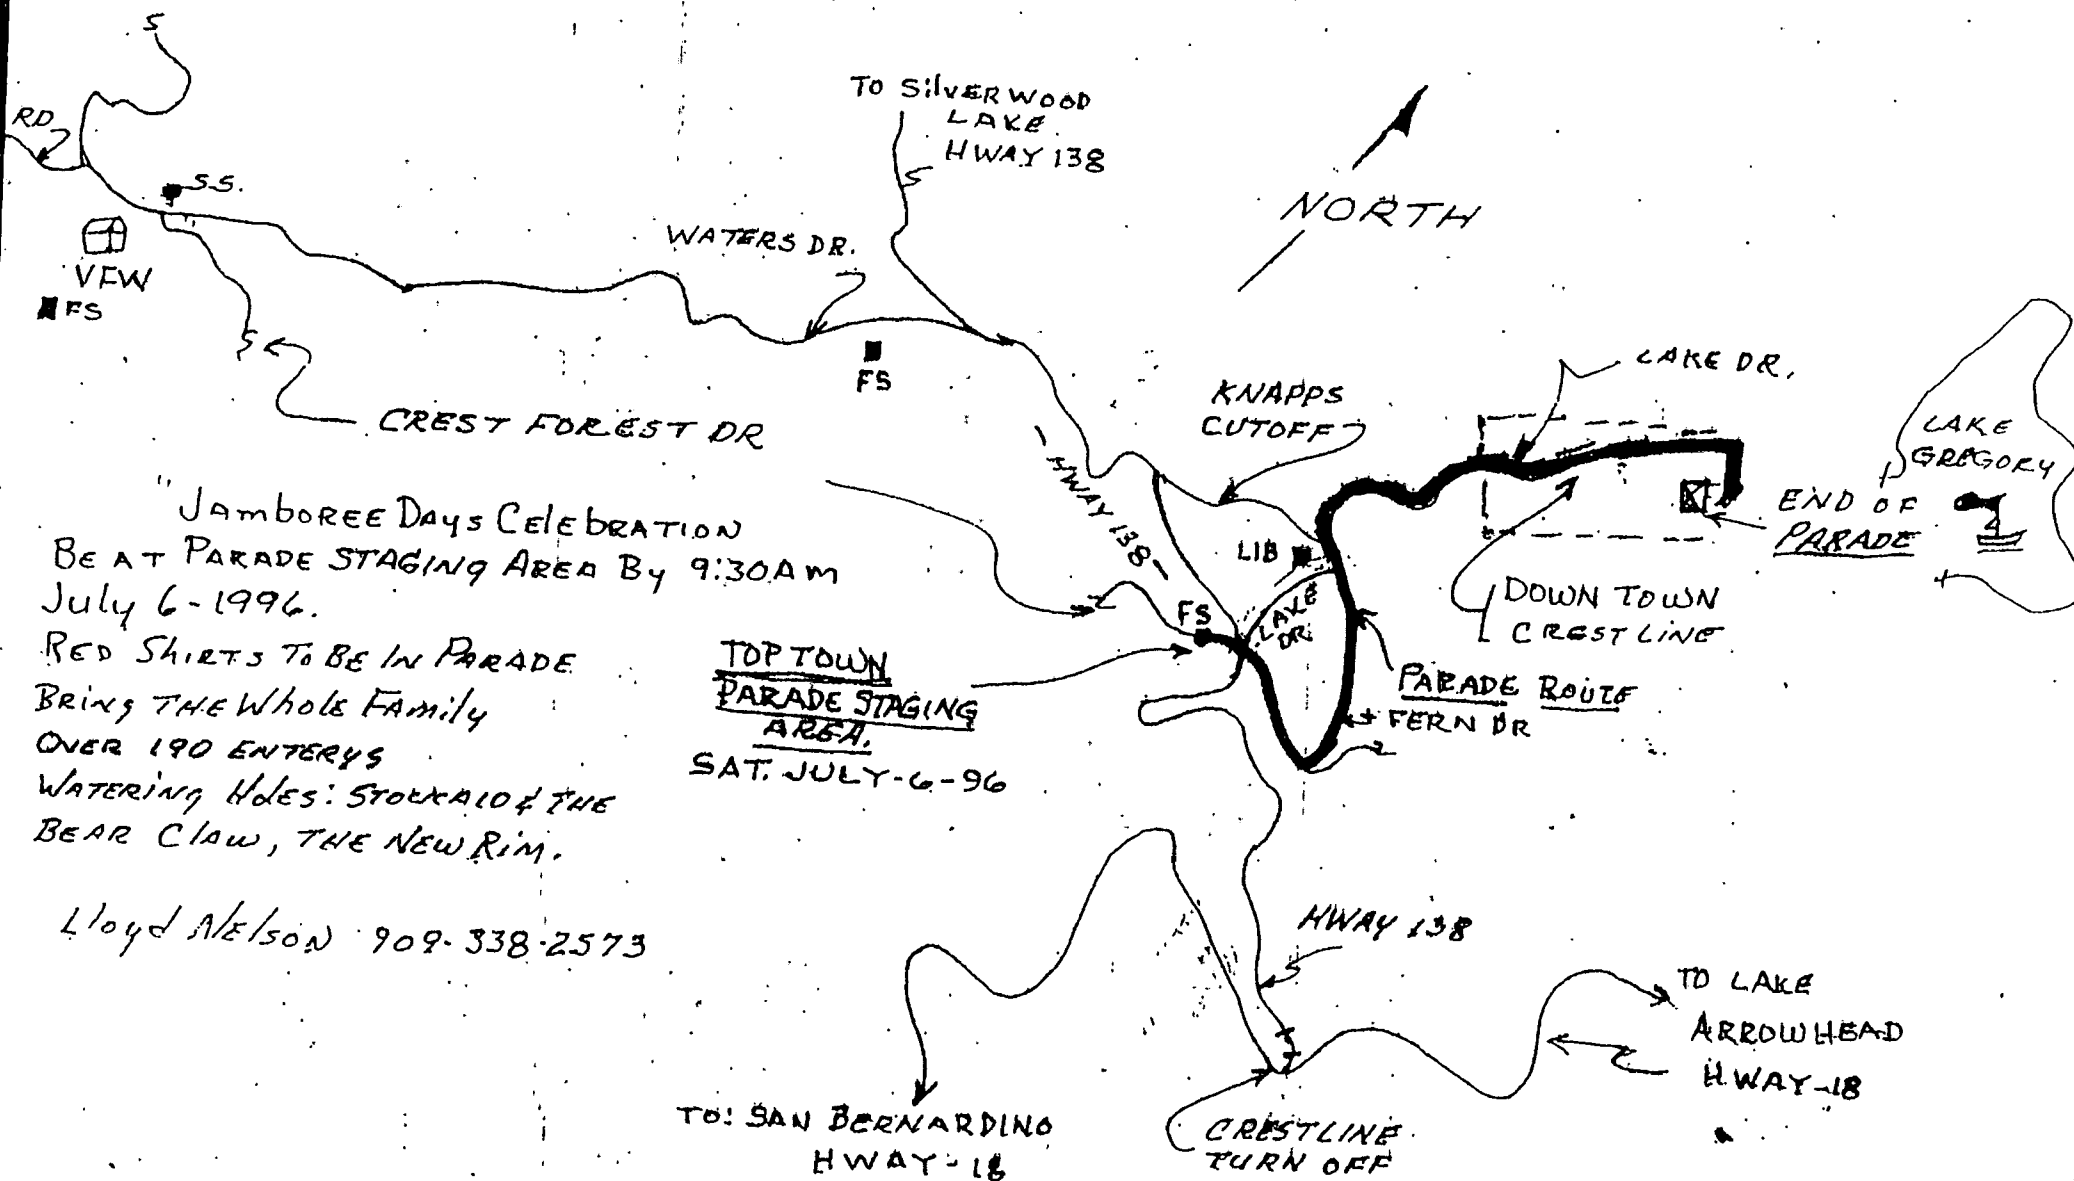 S
RD
S.S.
VFW
FS
TO SilVERWOOD
LAKE
HWAY 138
WATERS DR.
NORTH
FS
CREST FOREST DR
HWAY 138
KNAPPS
CUTOFF
LAKE DR.
LAKE
GREGORY
END OF
PARADE
LIB
FS
LAKE
DR.
DOWN TOWN
CRESTLINE
"JAmboREE DAys CElEbRATION
BE AT PARADE STAGING AREA By 9:30 Am
July 6-1996.
RED ShiRTS To BE IN PARADE
BRING THE WholE FAMily
OVER 190 ENTERYS
WATERING HolES: & THE
BEAR ClAW, THE NEW RiM.
Lloyd NElSON 909-338-2573
TOP TOWN
PARADE STAGING
AREA.
SAT. JULY-6-96
PARADE ROUTE
FERN DR
HWAY 138
TO LAKE
ARROWHEAD
HWAY-18
TO: SAN BERNARDINO
HWAY-18
CRESTLINE
TURN OFF